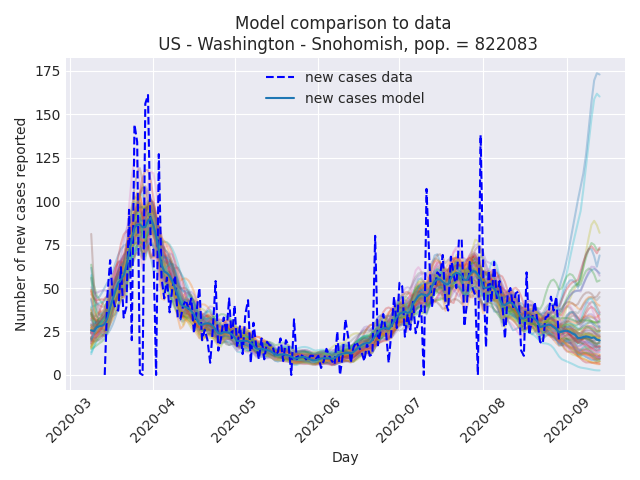 Model comparison to data
US - Washington - Snohomish, pop. = 822083
new cases data
new cases model
Number of new cases reported
175
150
125
100
75
50
25
0
2020-03
2020-04
2020-05
2020-06
2020-07
2020-08
2020-09
Day